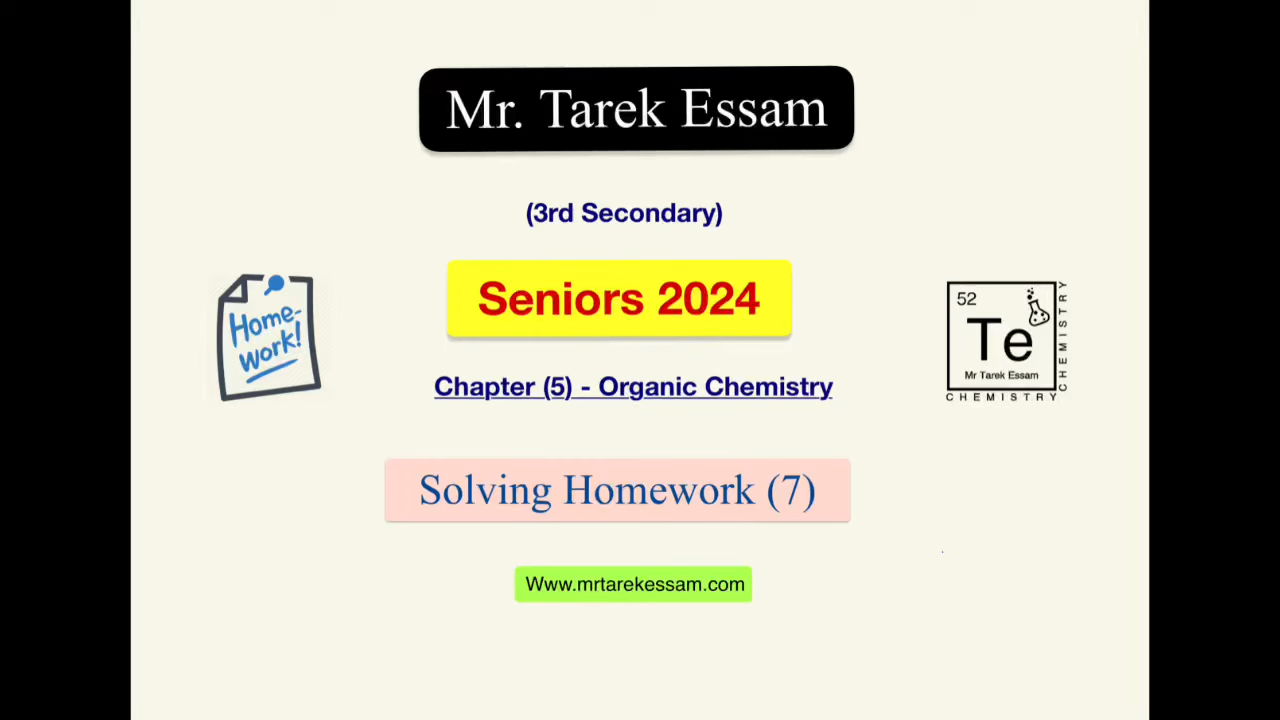 Mr. Tarek Essam
(3rd Secondary)
Seniors 2024
Home-
work!
52
Te
Mr Tarek Essam
CHEMISTRY
CHEMISTRY
Chapter (5) - Organic Chemistry
Solving Homework (7)
Www.mrtarekessam.com